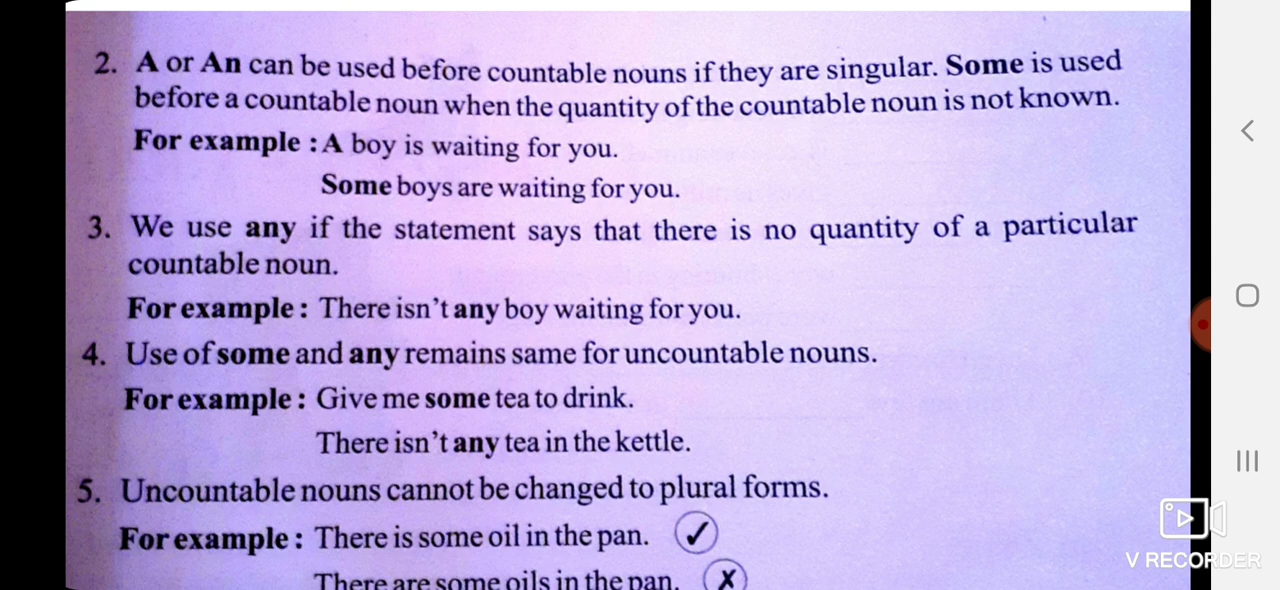 2. A or An can be used before countable nouns if they are singular. Some is used
before a countable noun when the quantity of the countable noun is not known.
For example : A boy is waiting for you.
Some boys are waiting for you.
3. We use any if the statement says that there is no quantity of a particular
countable noun.
For example : There isn't any boy waiting for you.
4. Use of some and any remains same for uncountable nouns.
For example : Give me some tea to drink.
There isn't any tea in the kettle.
5. Uncountable nouns cannot be changed to plural forms.
For example : There is some oil in the pan. ✓
There are some oils in the pan. X
V RECORDER